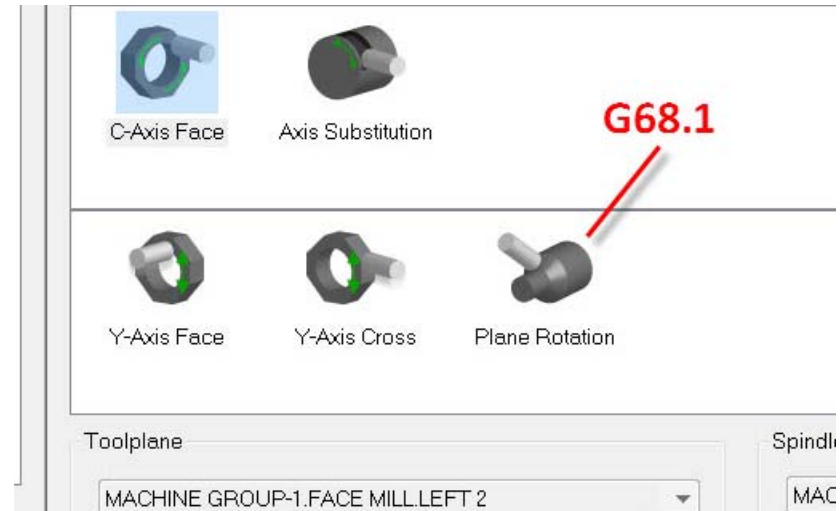 C-Axis Face
Axis Substitution
G68.1
Y-Axis Face
Y-Axis Cross
Plane Rotation
Toolplane
Spindl
MACHINE GROUP-1.FACE MILL.LEFT 2
MAC